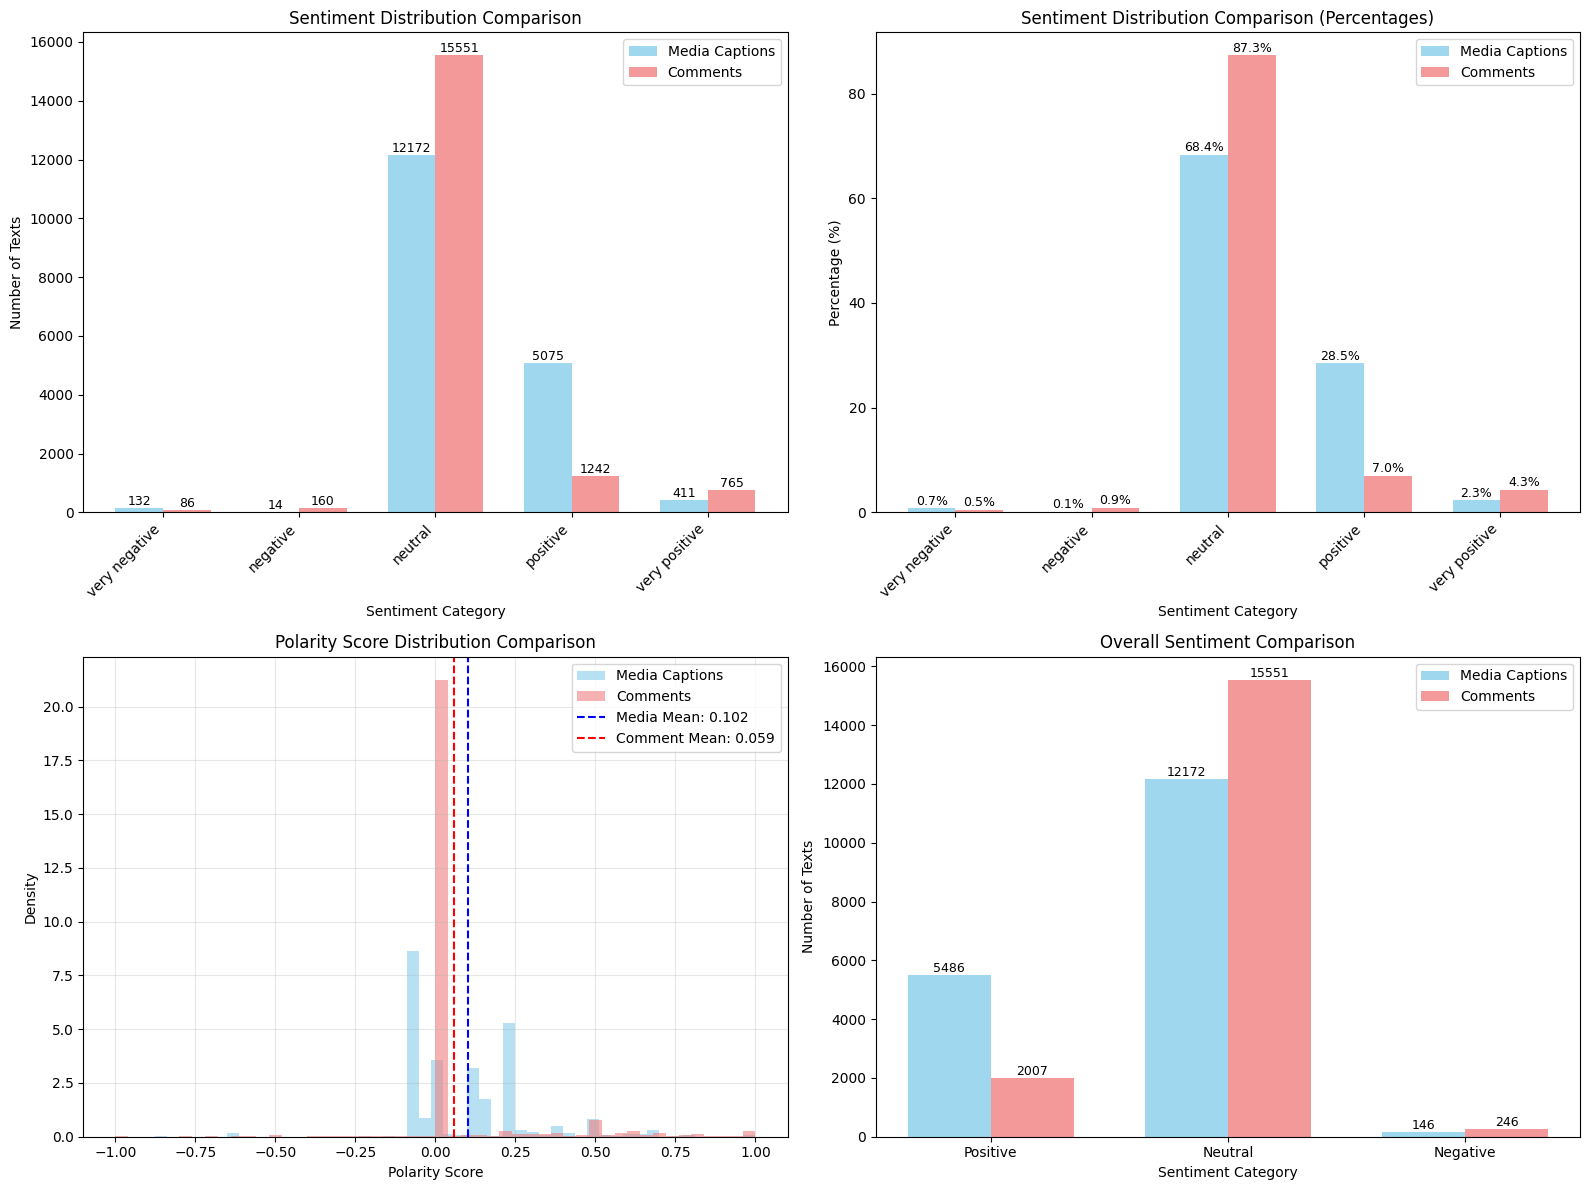 Sentiment Distribution Comparison
16000
14000
12000
10000
8000
6000
4000
2000
0
Number of Texts
Media Captions
Comments
132
86
14
160
12172
15551
5075
1242
411
765
very negative
negative
neutral
positive
very positive
Sentiment Category
Sentiment Distribution Comparison (Percentages)
80
60
40
20
0
Percentage (%)
Media Captions
Comments
0.7%
0.5%
0.1%
0.9%
68.4%
87.3%
28.5%
7.0%
2.3%
4.3%
very negative
negative
neutral
positive
very positive
Sentiment Category
Polarity Score Distribution Comparison
20.0
17.5
15.0
12.5
10.0
7.5
5.0
2.5
0.0
Density
Media Captions
Comments
Media Mean: 0.102
Comment Mean: 0.059
−1.00
−0.75
−0.50
−0.25
0.00
0.25
0.50
0.75
1.00
Polarity Score
Overall Sentiment Comparison
16000
14000
12000
10000
8000
6000
4000
2000
0
Number of Texts
Media Captions
Comments
5486
2007
12172
15551
146
246
Positive
Neutral
Negative
Sentiment Category